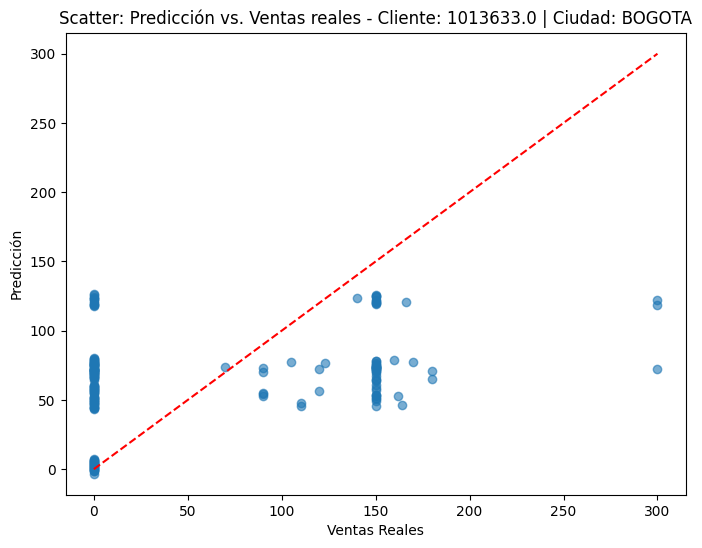 Scatter: Predicción vs. Ventas reales - Cliente: 1013633.0 | Ciudad: BOGOTA
300
250
200
150
100
50
0
Predicción
0 50 100 150 200 250 300
Ventas Reales